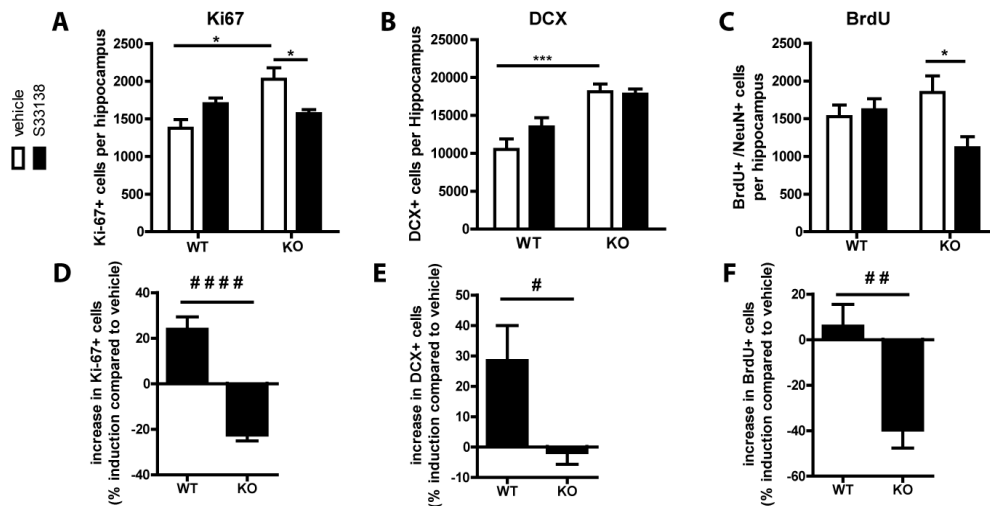 vehicle
S33138
A
Ki67
Ki-67+ cells per hippocampus
2500
2000
1500
1000
500
0
*
*
WT
KO
B
DCX
DCX+ cells per Hippocampus
25000
20000
15000
10000
5000
0
***
WT
KO
C
BrdU
BrdU+ /NeuN+ cells
per hippocampus
2500
2000
1500
1000
500
0
*
WT
KO
D
increase in Ki-67+ cells
(% induction compared to vehicle)
40
20
0
-20
-40
# # # #
WT
KO
E
increase in DCX+ cells
(% induction compared to vehicle)
50
40
30
20
10
0
-10
#
WT
KO
F
increase in BrdU+ cells
(% induction compared to vehicle)
20
0
-20
-40
-60
# #
WT
KO